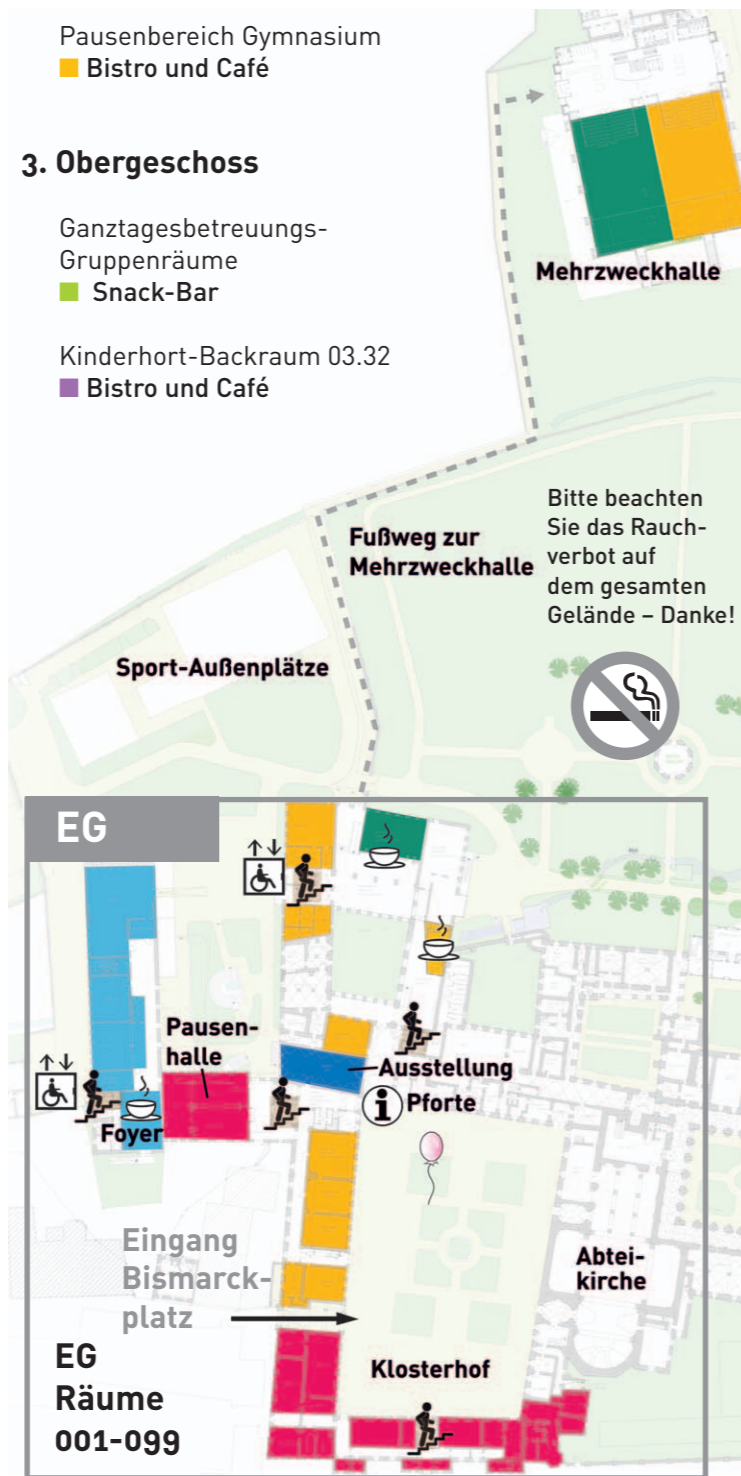 Pausenbereich Gymnasium
Bistro und Café
3. Obergeschoss
Ganztagesbetreuungs-
Gruppenräume
Snack-Bar
Kinderhort-Backraum 03.32
Bistro und Café
Mehrzweckhalle
Bitte beachten
Sie das Rauch-
verbot auf
dem gesamten
Gelände – Danke!
Fußweg zur
Mehrzweckhalle
Sport-Außenplätze
EG
Pausen-
halle
Ausstellung
i Pforte
Foyer
Eingang
Bismarck-
platz
Abtei-
kirche
Klosterhof
EG
Räume
001-099